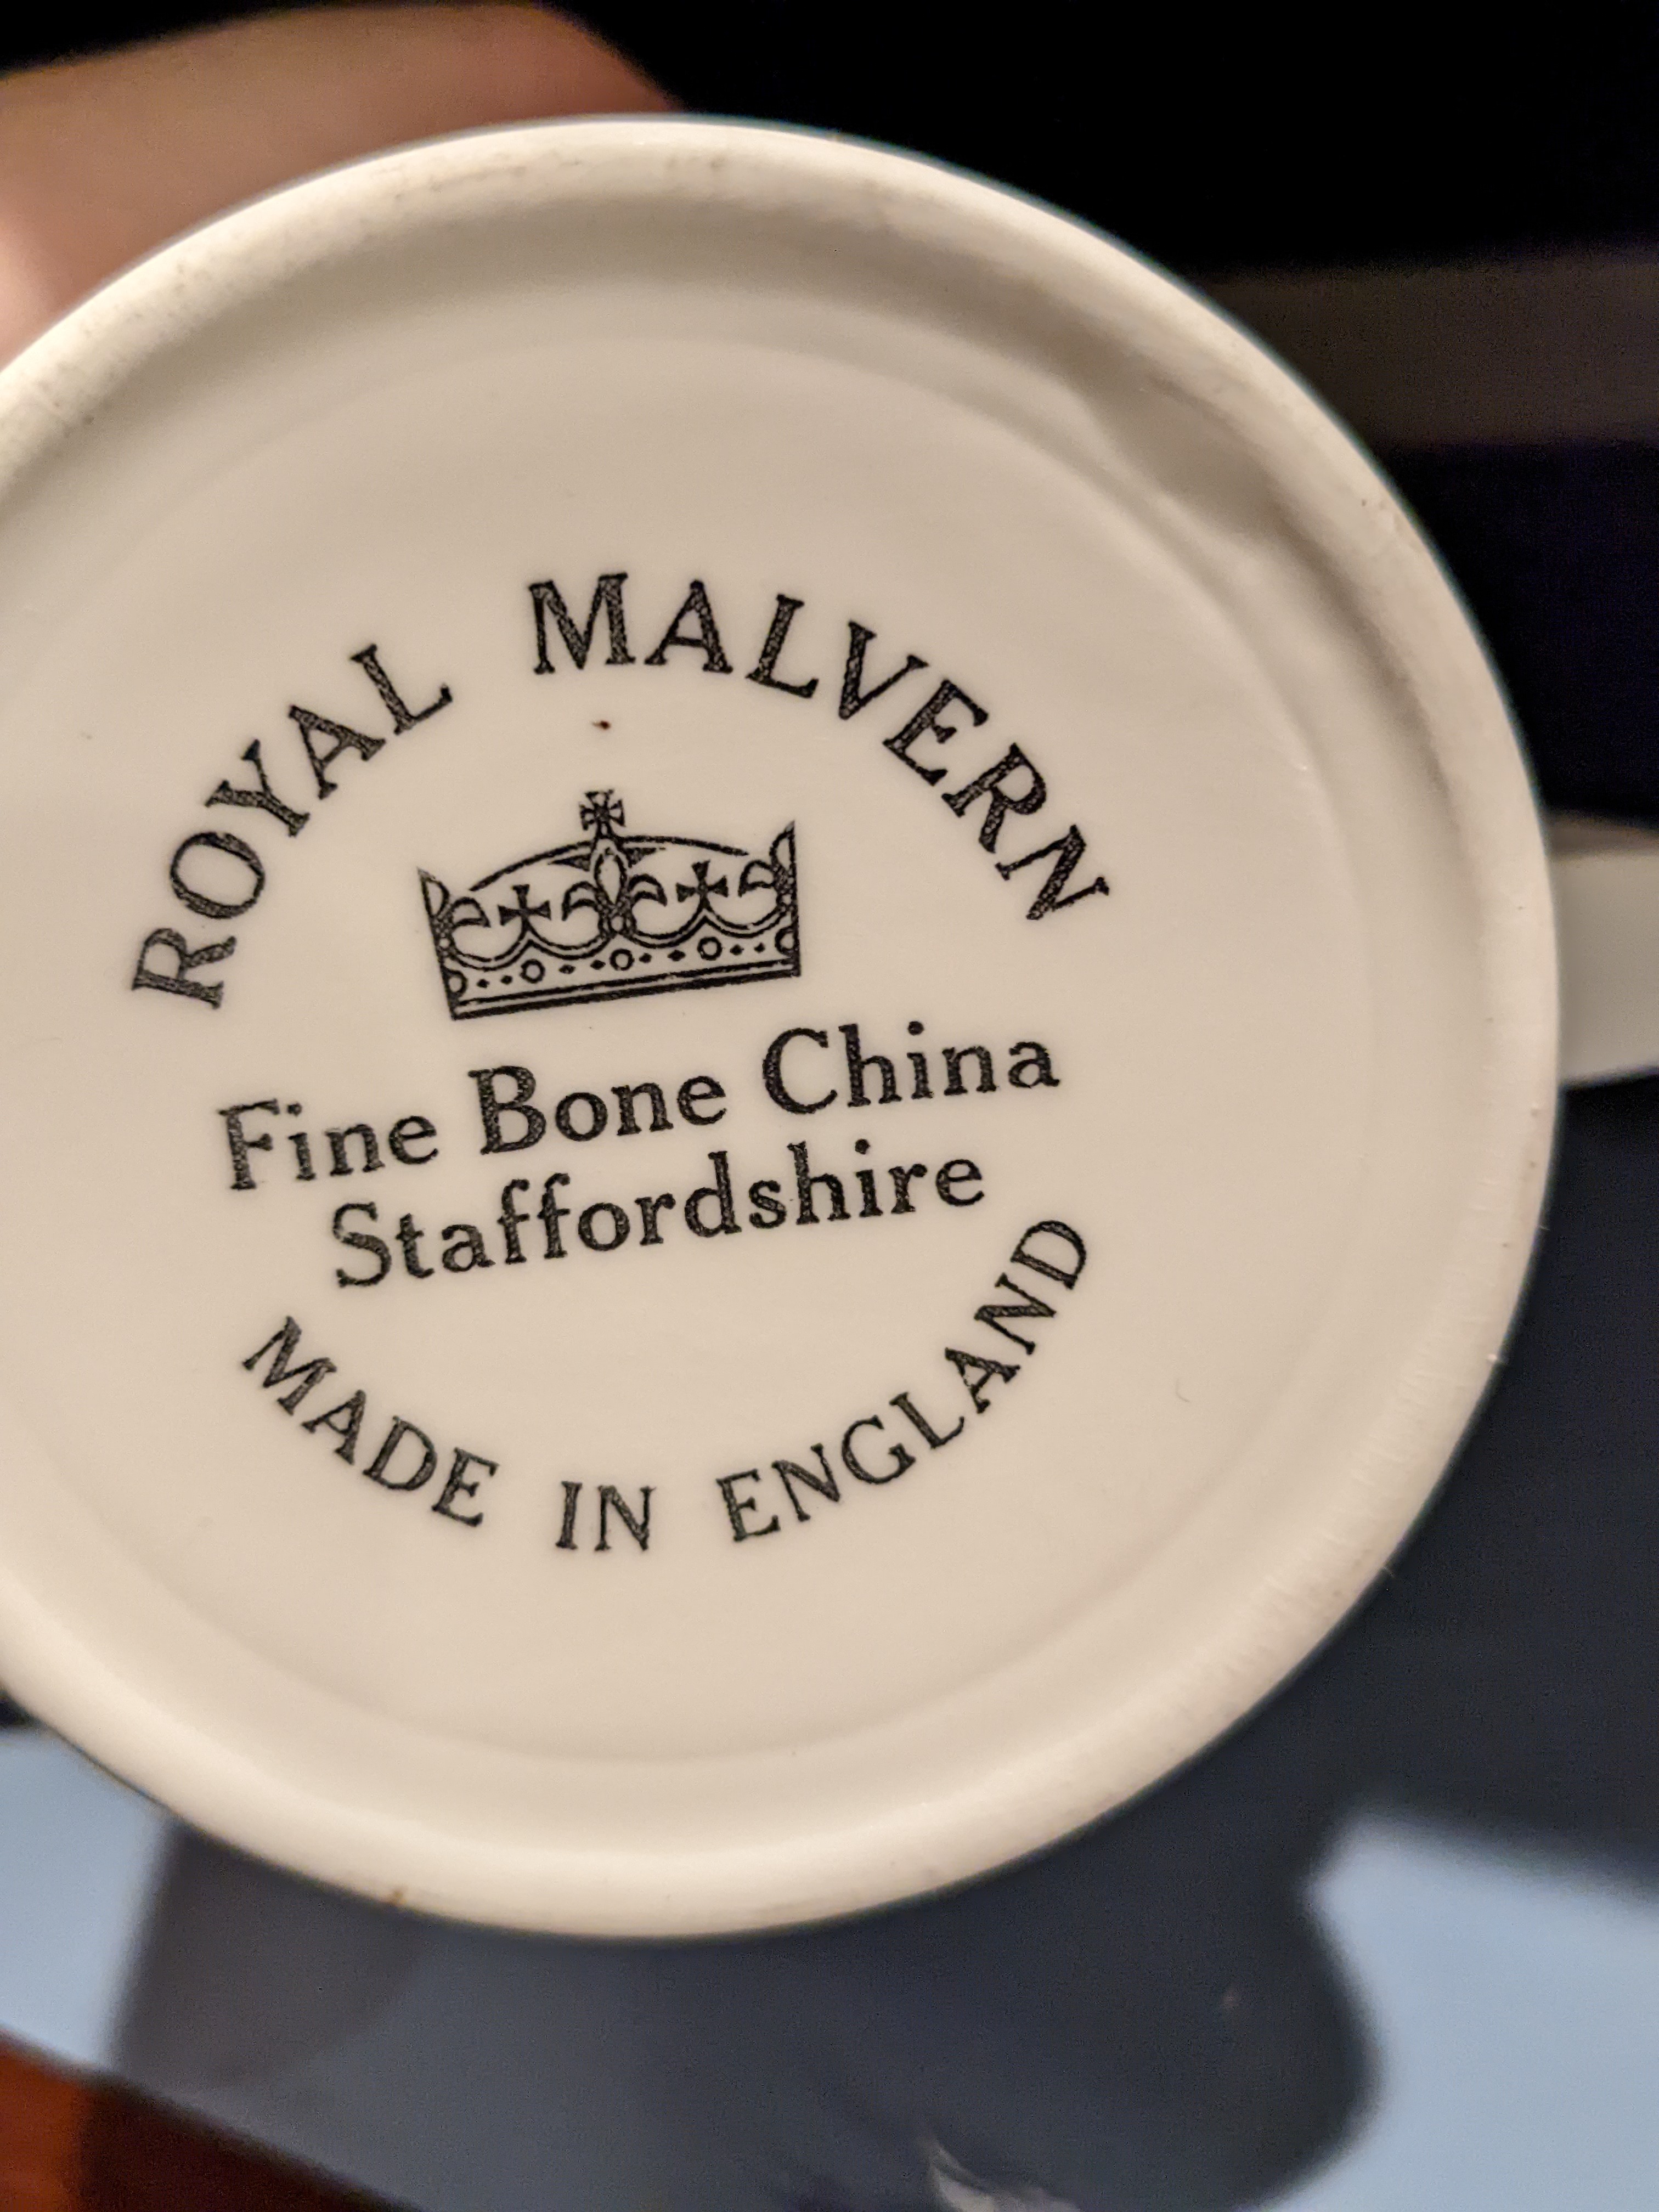 ROYAL MALVERN
Fine Bone China
Staffordshire
MADE IN ENGLAND